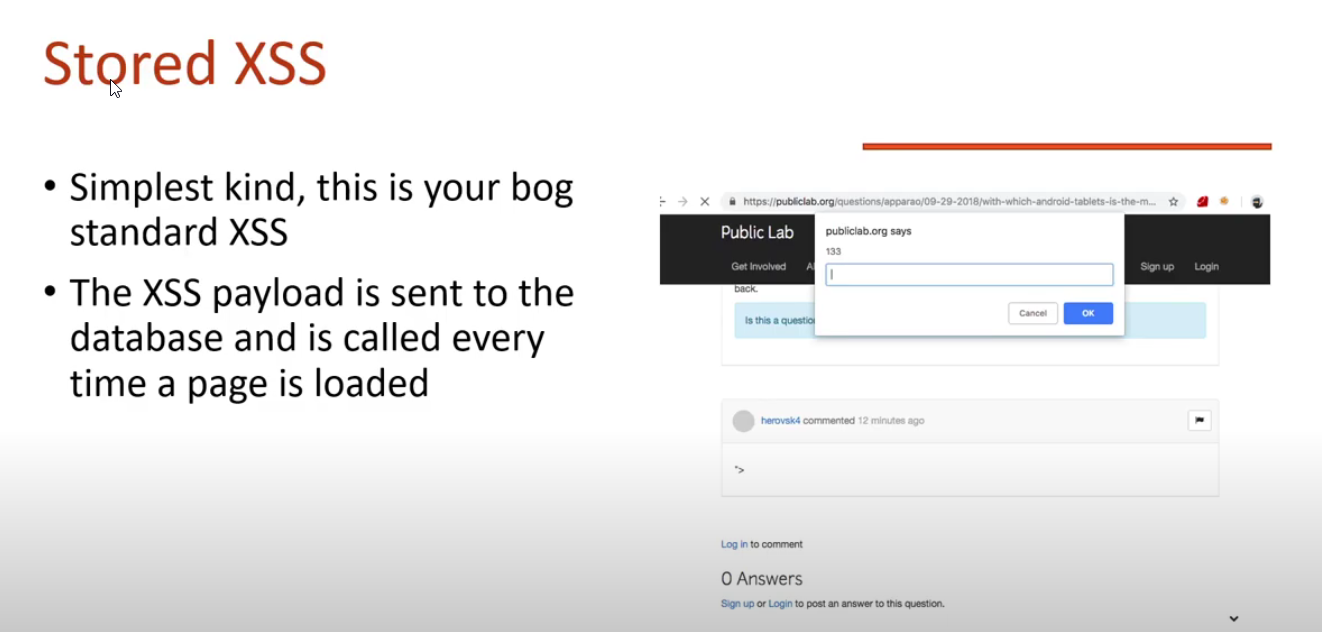 Stored XSS
• Simplest kind, this is your bog
standard XSS
• The XSS payload is sent to the
database and is called every
time a page is loaded
https://publiclab.org/questions/apparao/09-29-2018/with-which-android-tablets-is-the-m...
Public Lab
publiclab.org says
133
Get Involved
Sign up Login
Cancel OK
back.
Is this a questio
herovsk4 commented 12 minutes ago
">
Log in to comment
0 Answers
Sign up or Login to post an answer to this question.